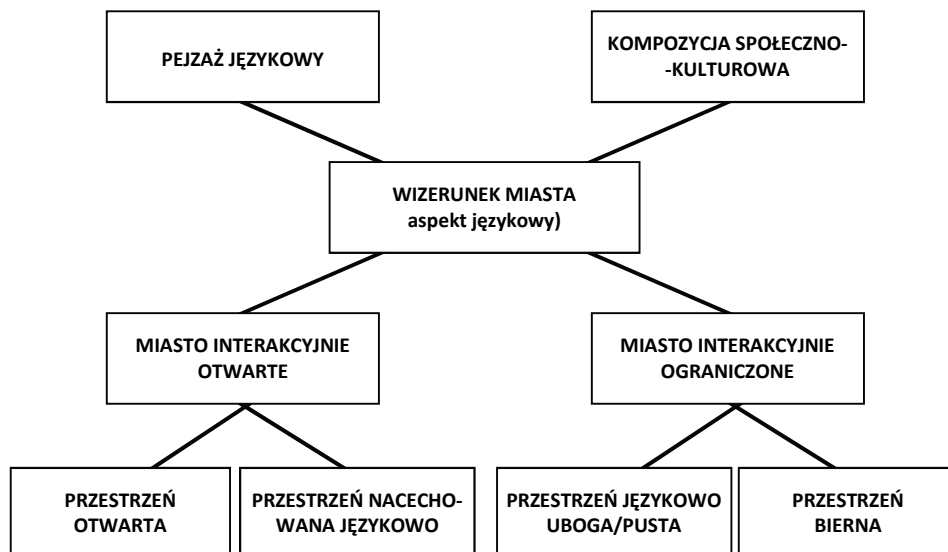 PEJZAŻ JĘZYKOWY
KOMPOZYCJA SPOŁECZNO-
-KULTUROWA
WIZERUNEK MIASTA
aspekt językowy)
MIASTO INTERAKCYJNIE
OTWARTE
MIASTO INTERAKCYJNIE
OGRANICZONE
PRZESTRZEŃ
OTWARTA
PRZESTRZEŃ NACECHO-
WANA JĘZYKOWO
PRZESTRZEŃ JĘZYKOWO
UBOGA/PUSTA
PRZESTRZEŃ
BIERNA